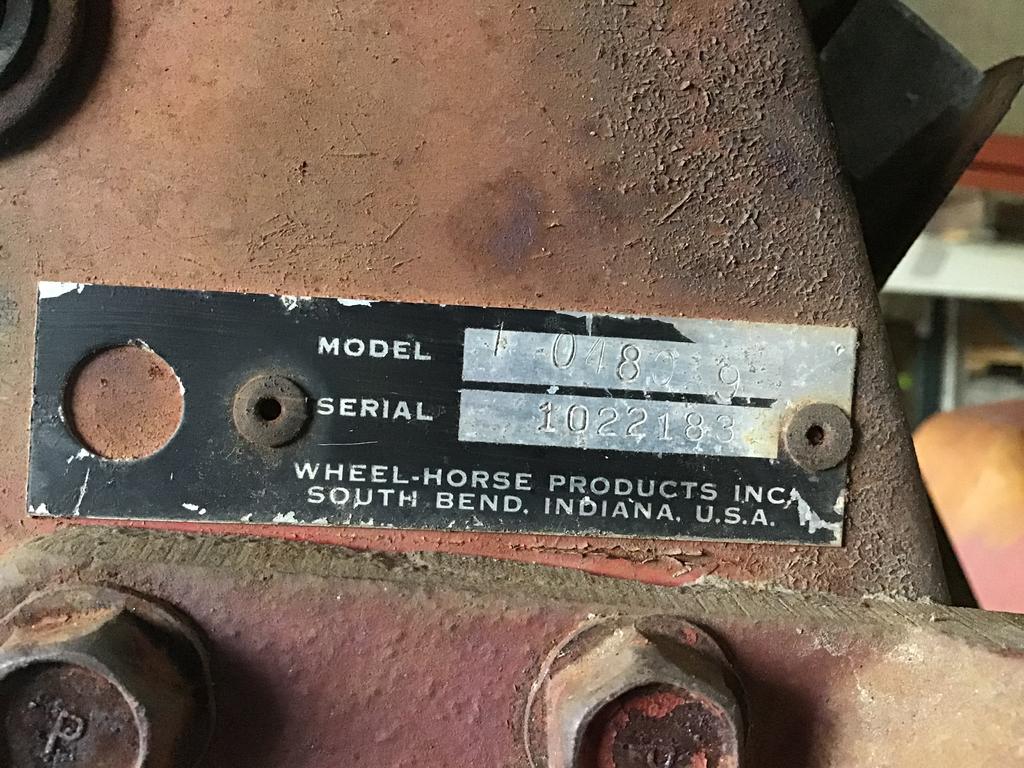 MODEL
SERIAL 1022183
WHEEL-HORSE PRODUCTS INC.
SOUTH BEND, INDIANA, U.S.A.
P